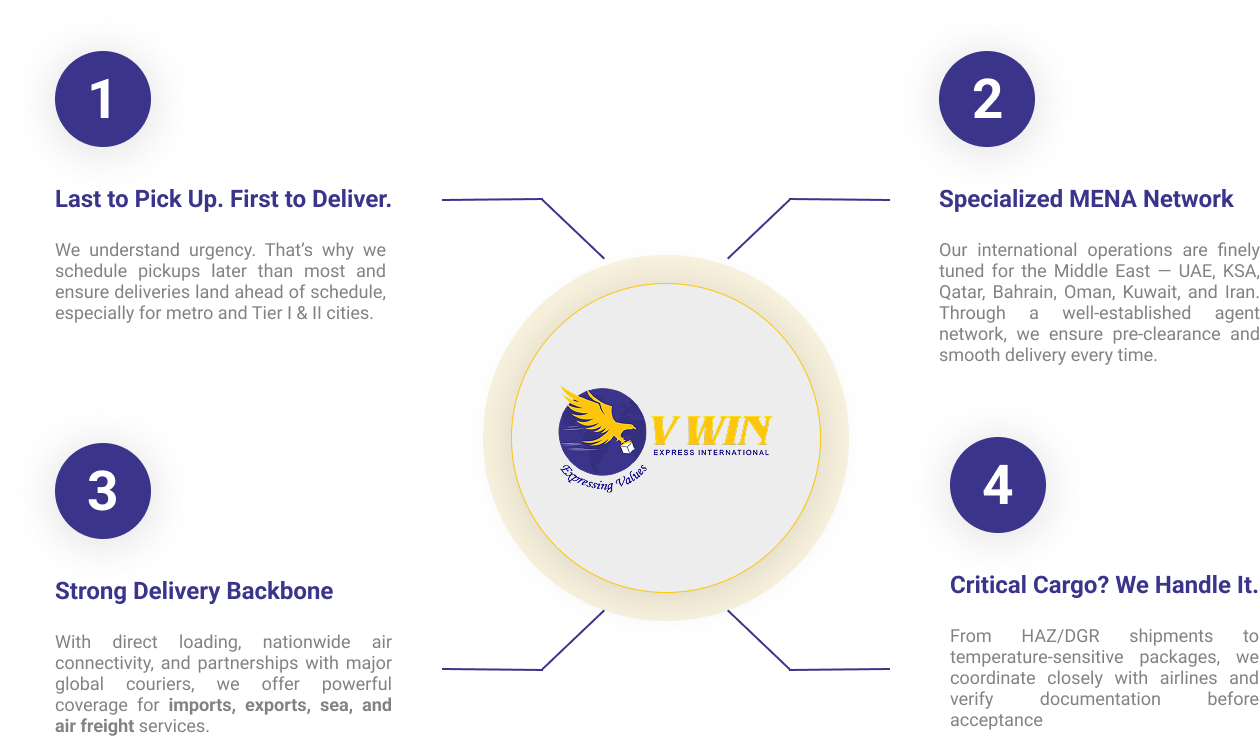 1
Last to Pick Up. First to Deliver.
We understand urgency. That’s why we
schedule pickups later than most and
ensure deliveries land ahead of schedule,
especially for metro and Tier I & II cities.
2
Specialized MENA Network
Our international operations are finely
tuned for the Middle East — UAE, KSA,
Qatar, Bahrain, Oman, Kuwait, and Iran.
Through a well-established agent
network, we ensure pre-clearance and
smooth delivery every time.
V WIN
EXPRESS INTERNATIONAL
Expressing Values
3
Strong Delivery Backbone
With direct loading, nationwide air
connectivity, and partnerships with major
global couriers, we offer powerful
coverage for imports, exports, sea, and
air freight services.
4
Critical Cargo? We Handle It.
From HAZ/DGR shipments to
temperature-sensitive packages, we
coordinate closely with airlines and
verify documentation before
acceptance